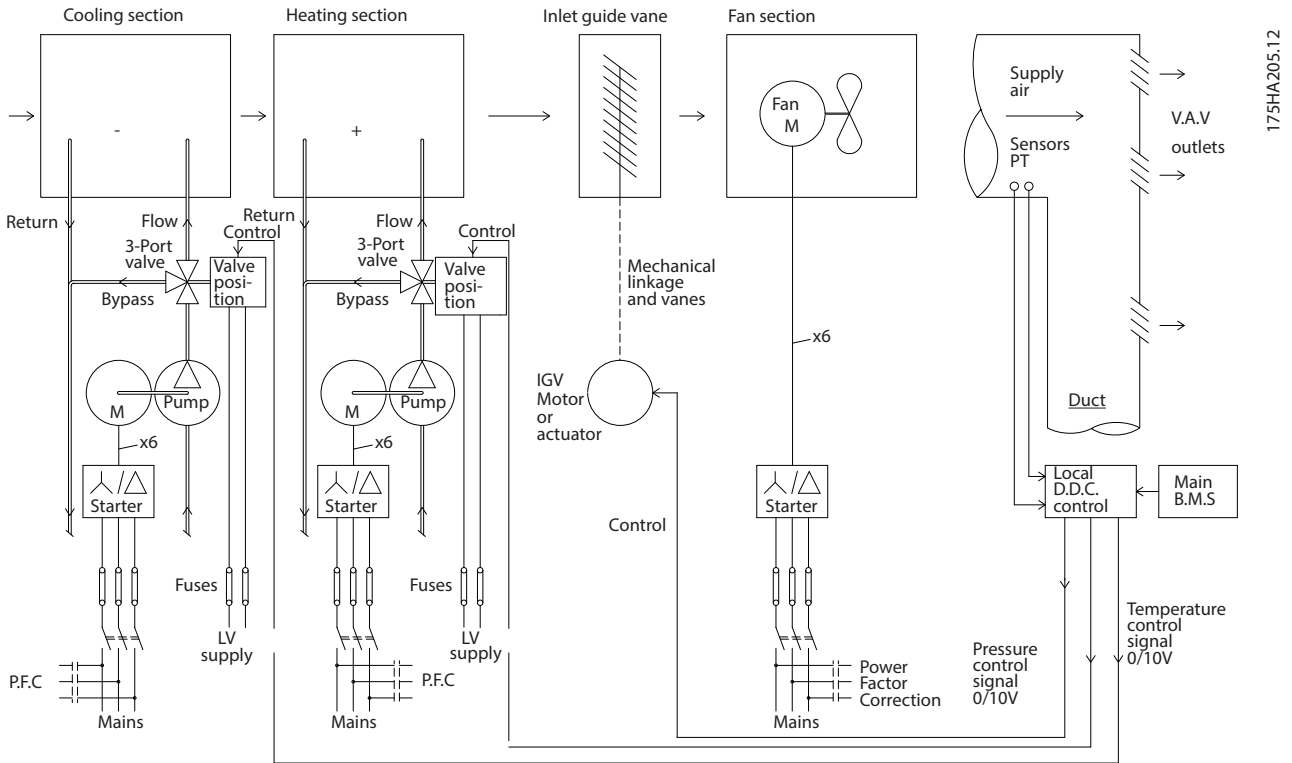 Cooling section
Heating section
Inlet guide vane
Fan section
175HA205.12
-
+
Fan
M
Supply
air
Sensors
PT
V.A.V
outlets
Return
Flow
3-Port
valve
Bypass
Control
Valve
posi-
tion
Return
Flow
3-Port
valve
Bypass
Control
Valve
posi-
tion
Mechanical
linkage
and vanes
x6
M
Pump
x6
M
Pump
x6
IGV
Motor
or
actuator
Duct
Starter
Starter
Starter
Control
Local
D.D.C.
control
Main
B.M.S
Fuses
Fuses
LV
supply
LV
supply
P.F.C
Mains
P.F.C
Mains
Power
Factor
Correction
Mains
Pressure
control
signal
0/10V
Temperature
control
signal
0/10V